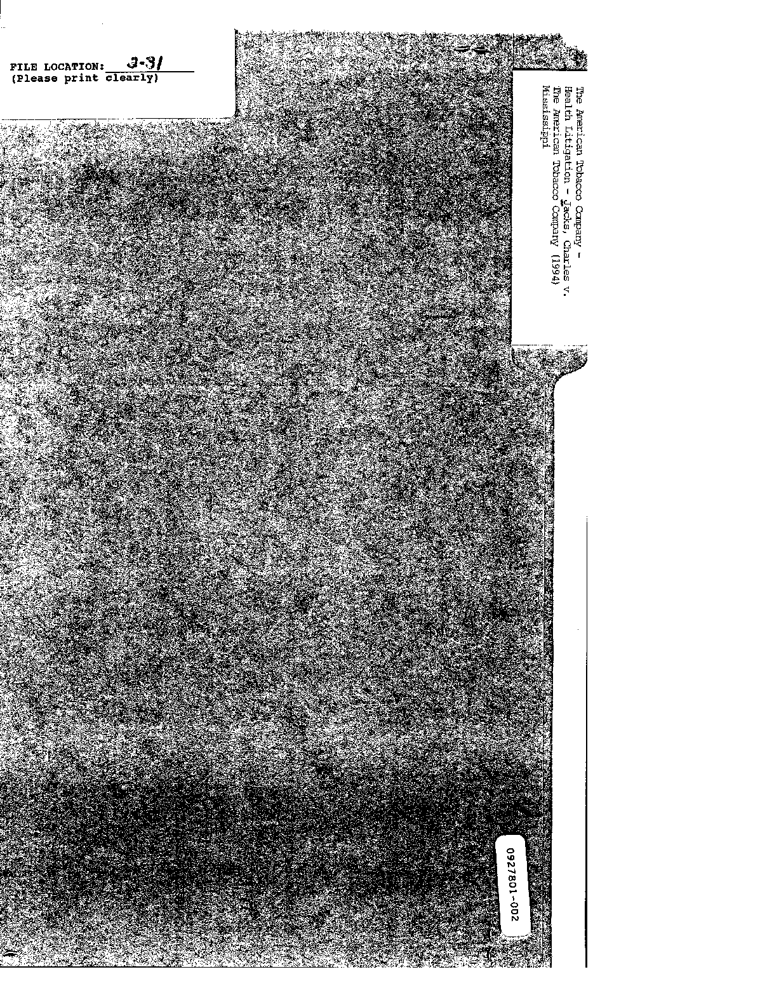 FILE LOCATION: 2-31
(Please print clearly)
The American Tobacco Company -
Health Litigation - Jacks, Charles v.
The American Tobacco Company (1994)
Mississippi
0927801-002